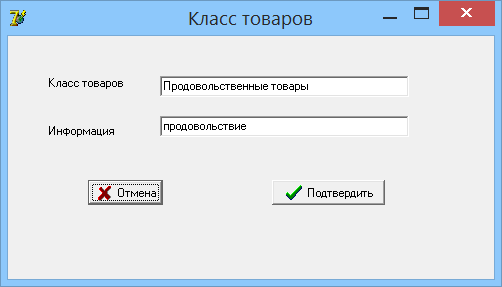 Класс товаров
Класс товаров Продовольственные товары
Информация продовольствие
Отмена Подтвердить